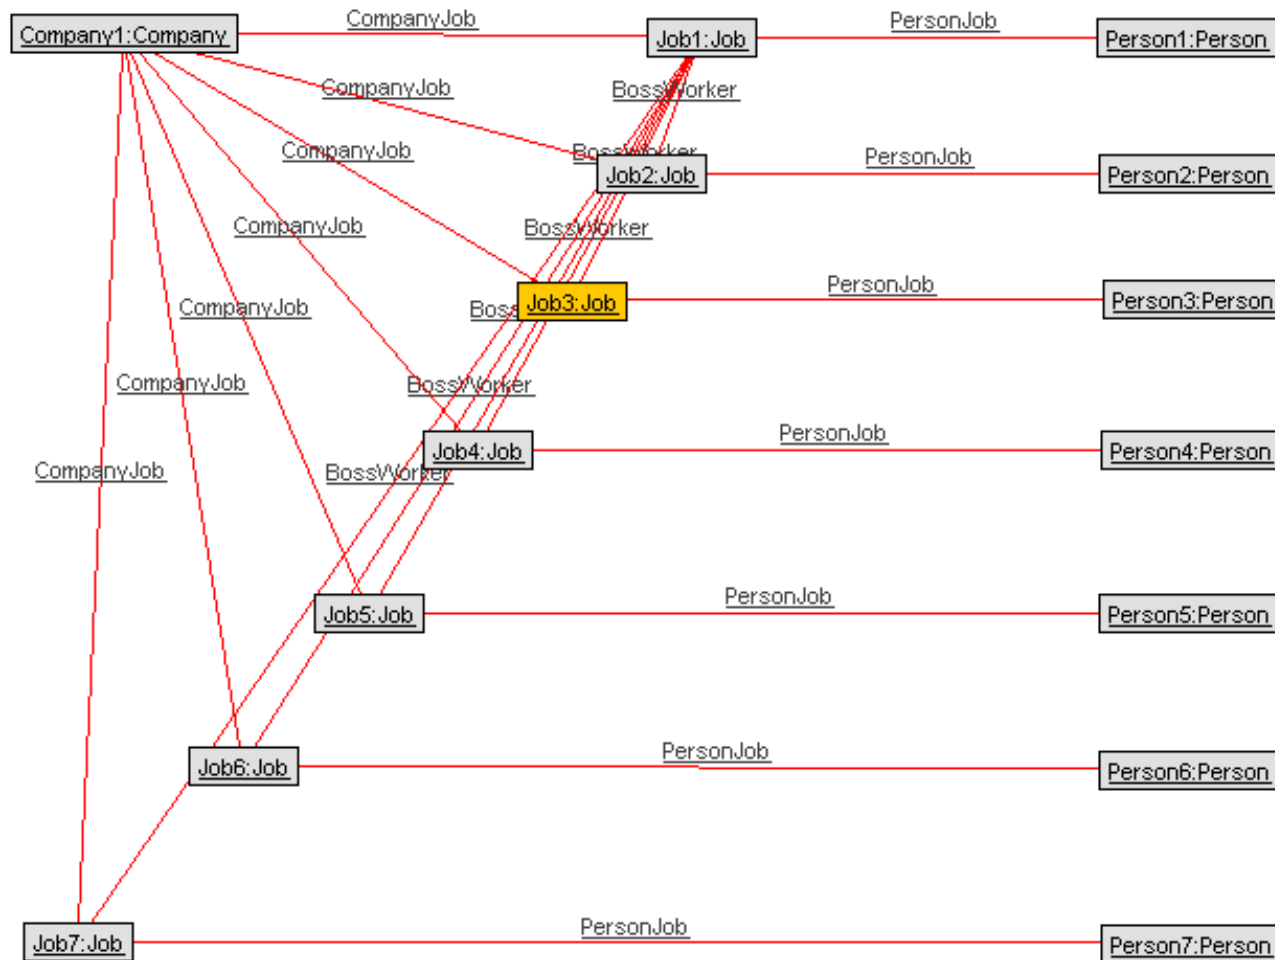 Company1:Company
CompanyJob
Job1:Job
PersonJob
Person1:Person
CompanyJob
BossWorker
CompanyJob
BossWorker
Job2:Job
PersonJob
Person2:Person
CompanyJob
BossWorker
CompanyJob
Job3:Job
PersonJob
Person3:Person
CompanyJob
BossWorker
Job4:Job
PersonJob
Person4:Person
CompanyJob
BossWorker
Job5:Job
PersonJob
Person5:Person
Job6:Job
PersonJob
Person6:Person
Job7:Job
PersonJob
Person7:Person